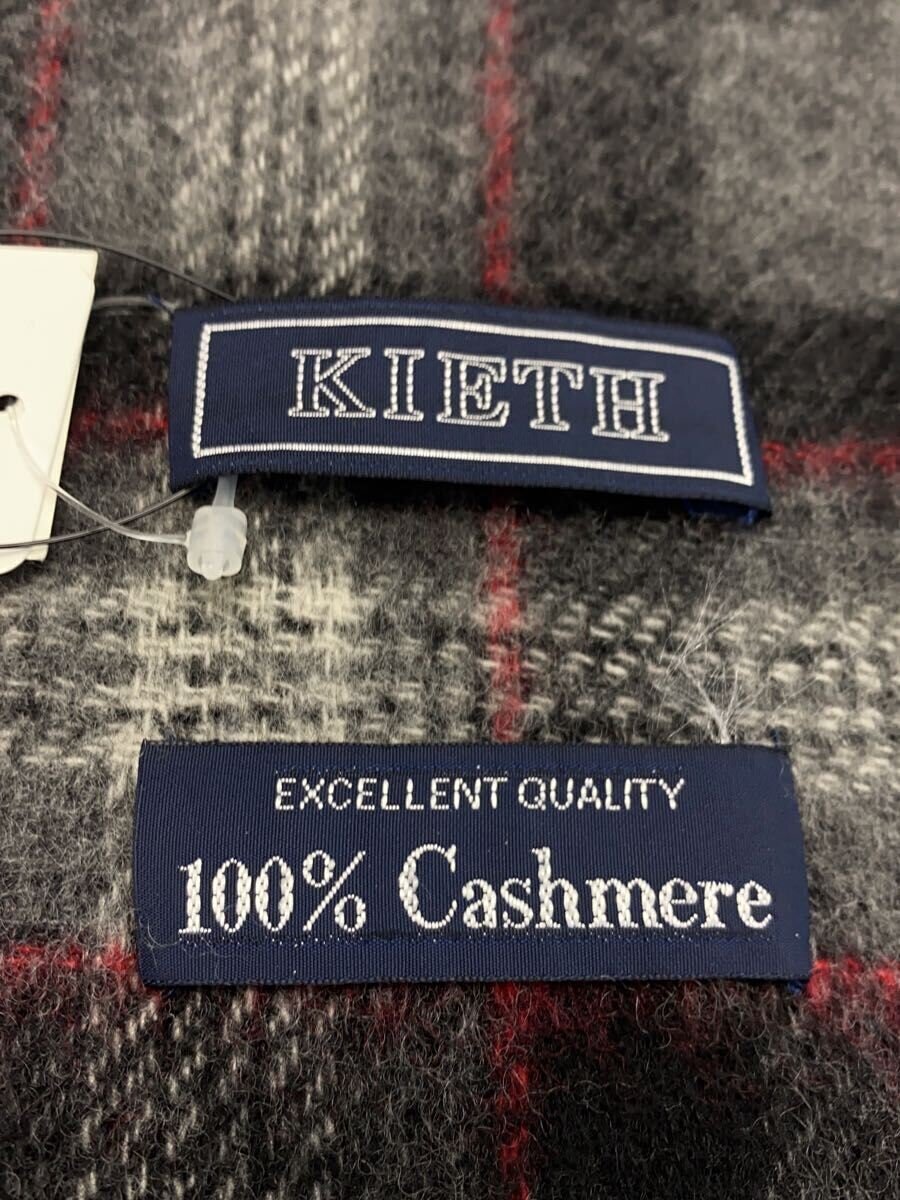 KIETH
EXCELLENT QUALITY
100% Cashmere